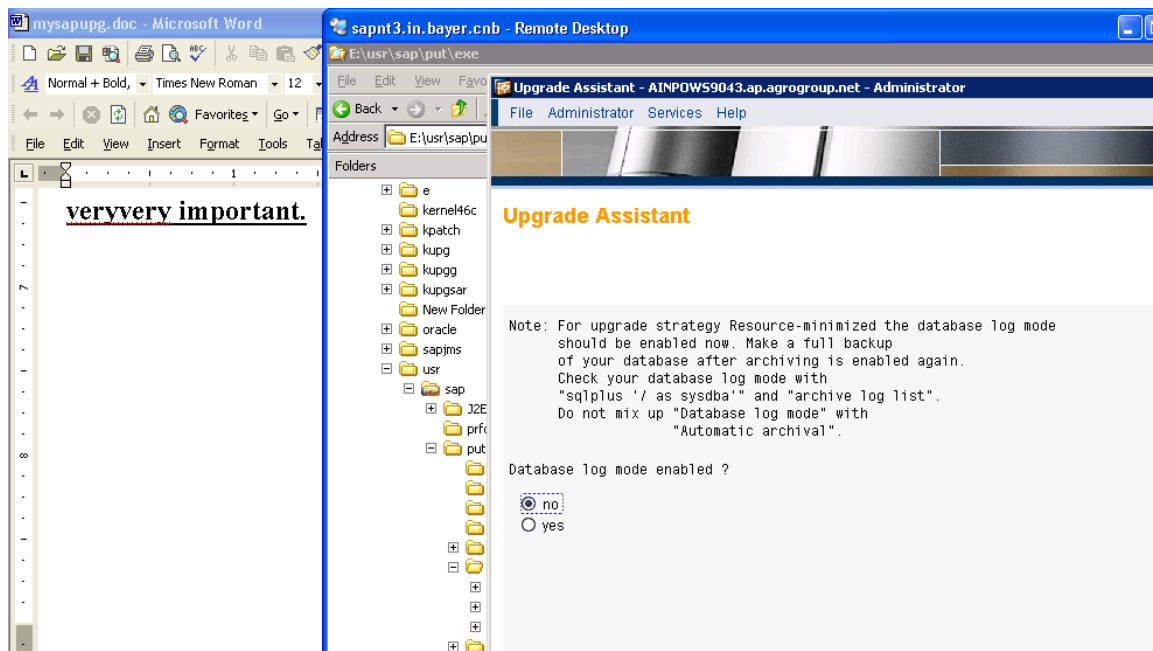 mysapupg.doc - Microsoft Word
Normal + Bold, Times New Roman 12
Favorites Go
File Edit View Insert Format Tools
1
veryvery important.
7
8
sapnt3.in.bayer.cnb - Remote Desktop
E:\usr\sap\put\exe
File Edit View Favo
Back
Address E:\usr\sap\pu
Folders
e
kernel46c
kpatch
kupg
kupgg
kupgsar
New Folder
oracle
sapjms
usr
sap
J2E
prfc
put
Upgrade Assistant - AINPOWS9043.ap.agrogroup.net - Administrator
File Administrator Services Help
Upgrade Assistant
Note: For upgrade strategy Resource-minimized the database log mode
should be enabled now. Make a full backup
of your database after archiving is enabled again.
Check your database log mode with
"sqlplus '/ as sysdba'" and "archive log list".
Do not mix up "Database log mode" with
"Automatic archival".
Database log mode enabled ?
no
yes